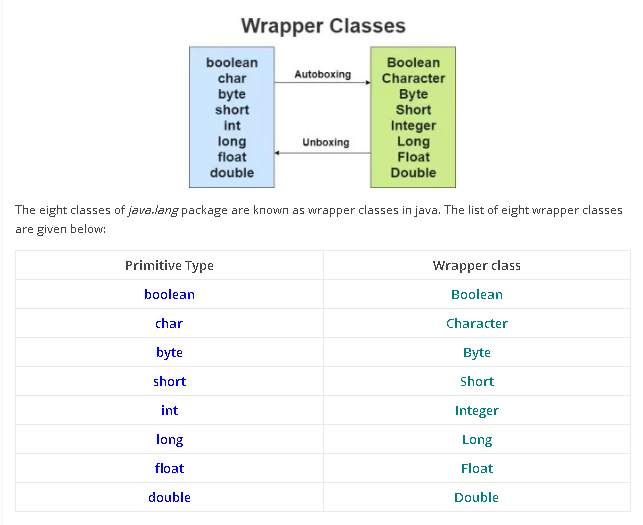 Wrapper Classes
boolean
char
byte
short
int
long
float
double
Autoboxing
Unboxing
Boolean
Character
Byte
Short
Integer
Long
Float
Double
The eight classes of java.lang package are known as wrapper classes in java. The list of eight wrapper classes
are given below:
Primitive Type Wrapper class
boolean Boolean
char Character
byte Byte
short Short
int Integer
long Long
float Float
double Double